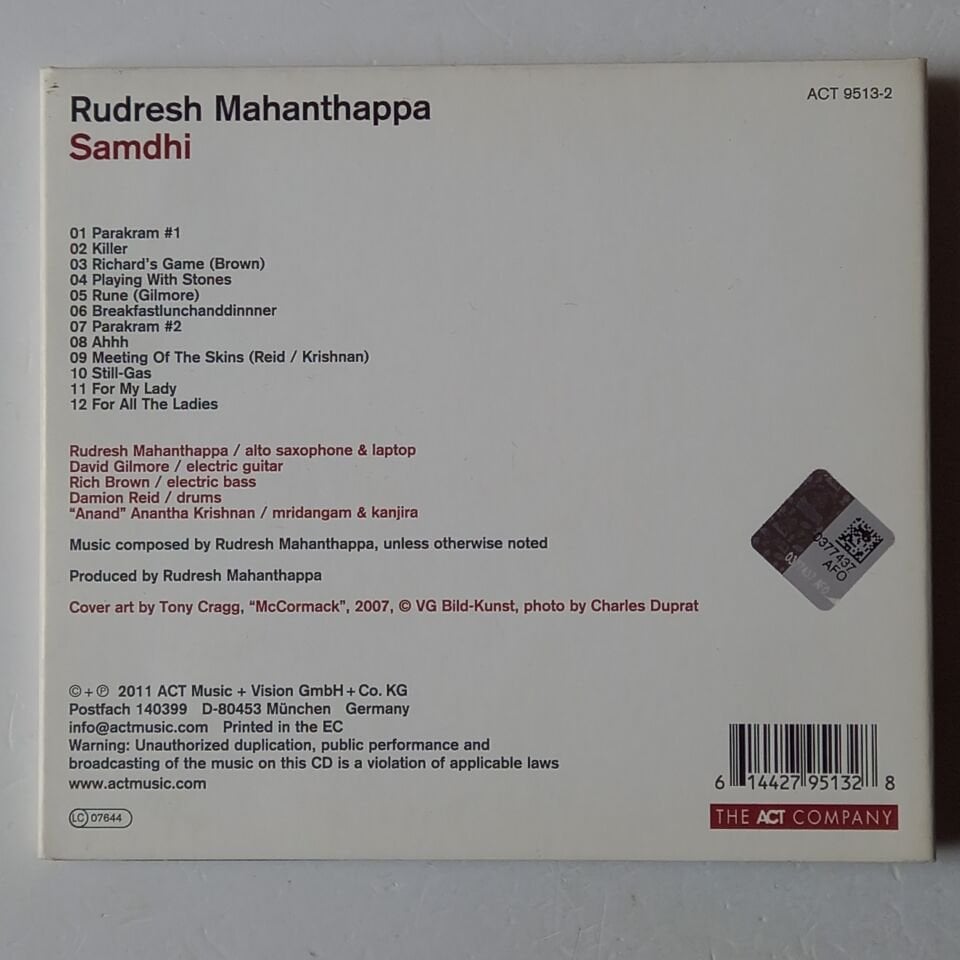 Rudresh Mahanthappa
ACT 9513-2
Samdhi
01 Parakram #1
02 Killer
03 Richard's Game (Brown)
04 Playing With Stones
05 Rune (Gilmore)
06 Breakfastlunchanddinnner
07 Parakram #2
08 Ahhh
09 Meeting Of The Skins (Reid / Krishnan)
10 Still-Gas
11 For My Lady
12 For All The Ladies
Rudresh Mahanthappa / alto saxophone & laptop
David Gilmore / electric guitar
Rich Brown / electric bass
Damion Reid / drums
“Anand” Anantha Krishnan / mridangam & kanjira
Music composed by Rudresh Mahanthappa, unless otherwise noted
Produced by Rudresh Mahanthappa
Cover art by Tony Cragg, “McCormack”, 2007, © VG Bild-Kunst, photo by Charles Duprat
0377437
AFO
©+℗ 2011 ACT Music + Vision GmbH + Co. KG
Postfach 140399 D-80453 München Germany
info@actmusic.com Printed in the EC
Warning: Unauthorized duplication, public performance and
broadcasting of the music on this CD is a violation of applicable laws
www.actmusic.com
LC 07644
6 14427 95132 8
THE ACT COMPANY